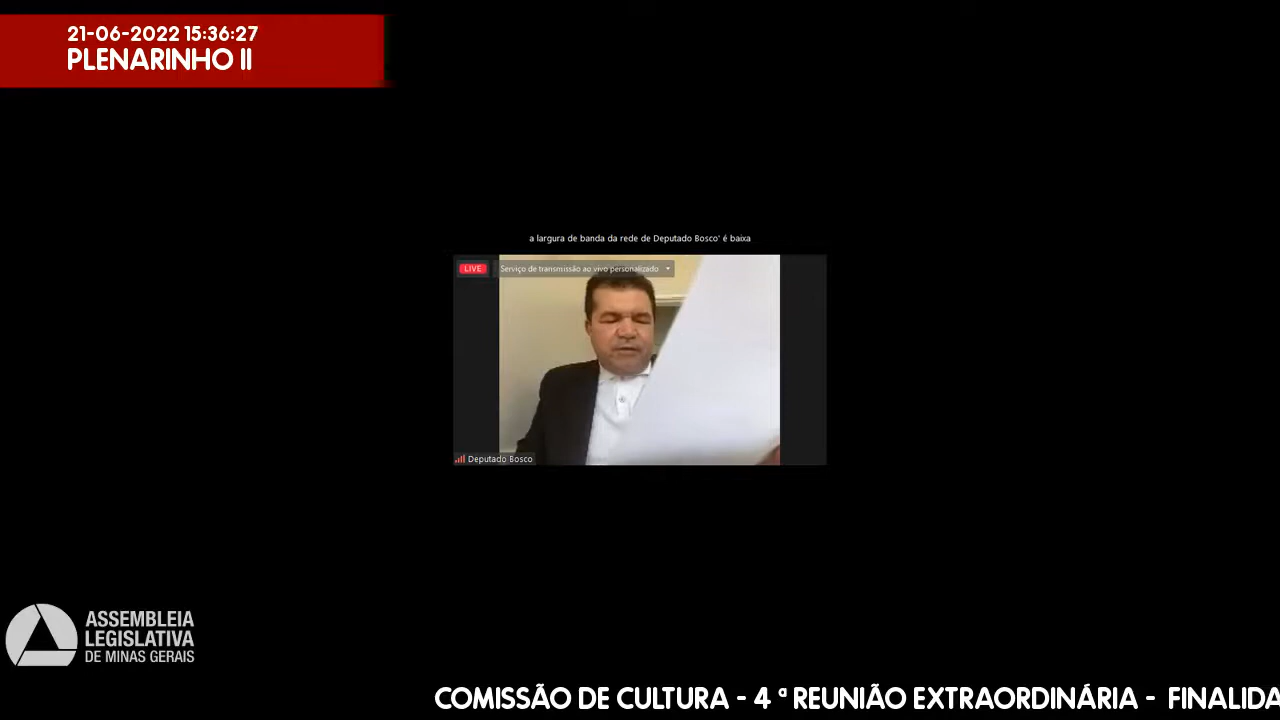 21-06-2022 15:36:27
PLENARINHO II
a largura de banda da rede de Deputado Bosco' é baixa
LIVE
Serviço de transmissão ao vivo personalizado
Deputado Bosco
ASSEMBLEIA
LEGISLATIVA
DE MINAS GERAIS
COMISSÃO DE CULTURA - 4 ª REUNIÃO EXTRAORDINÁRIA - FINALIDA